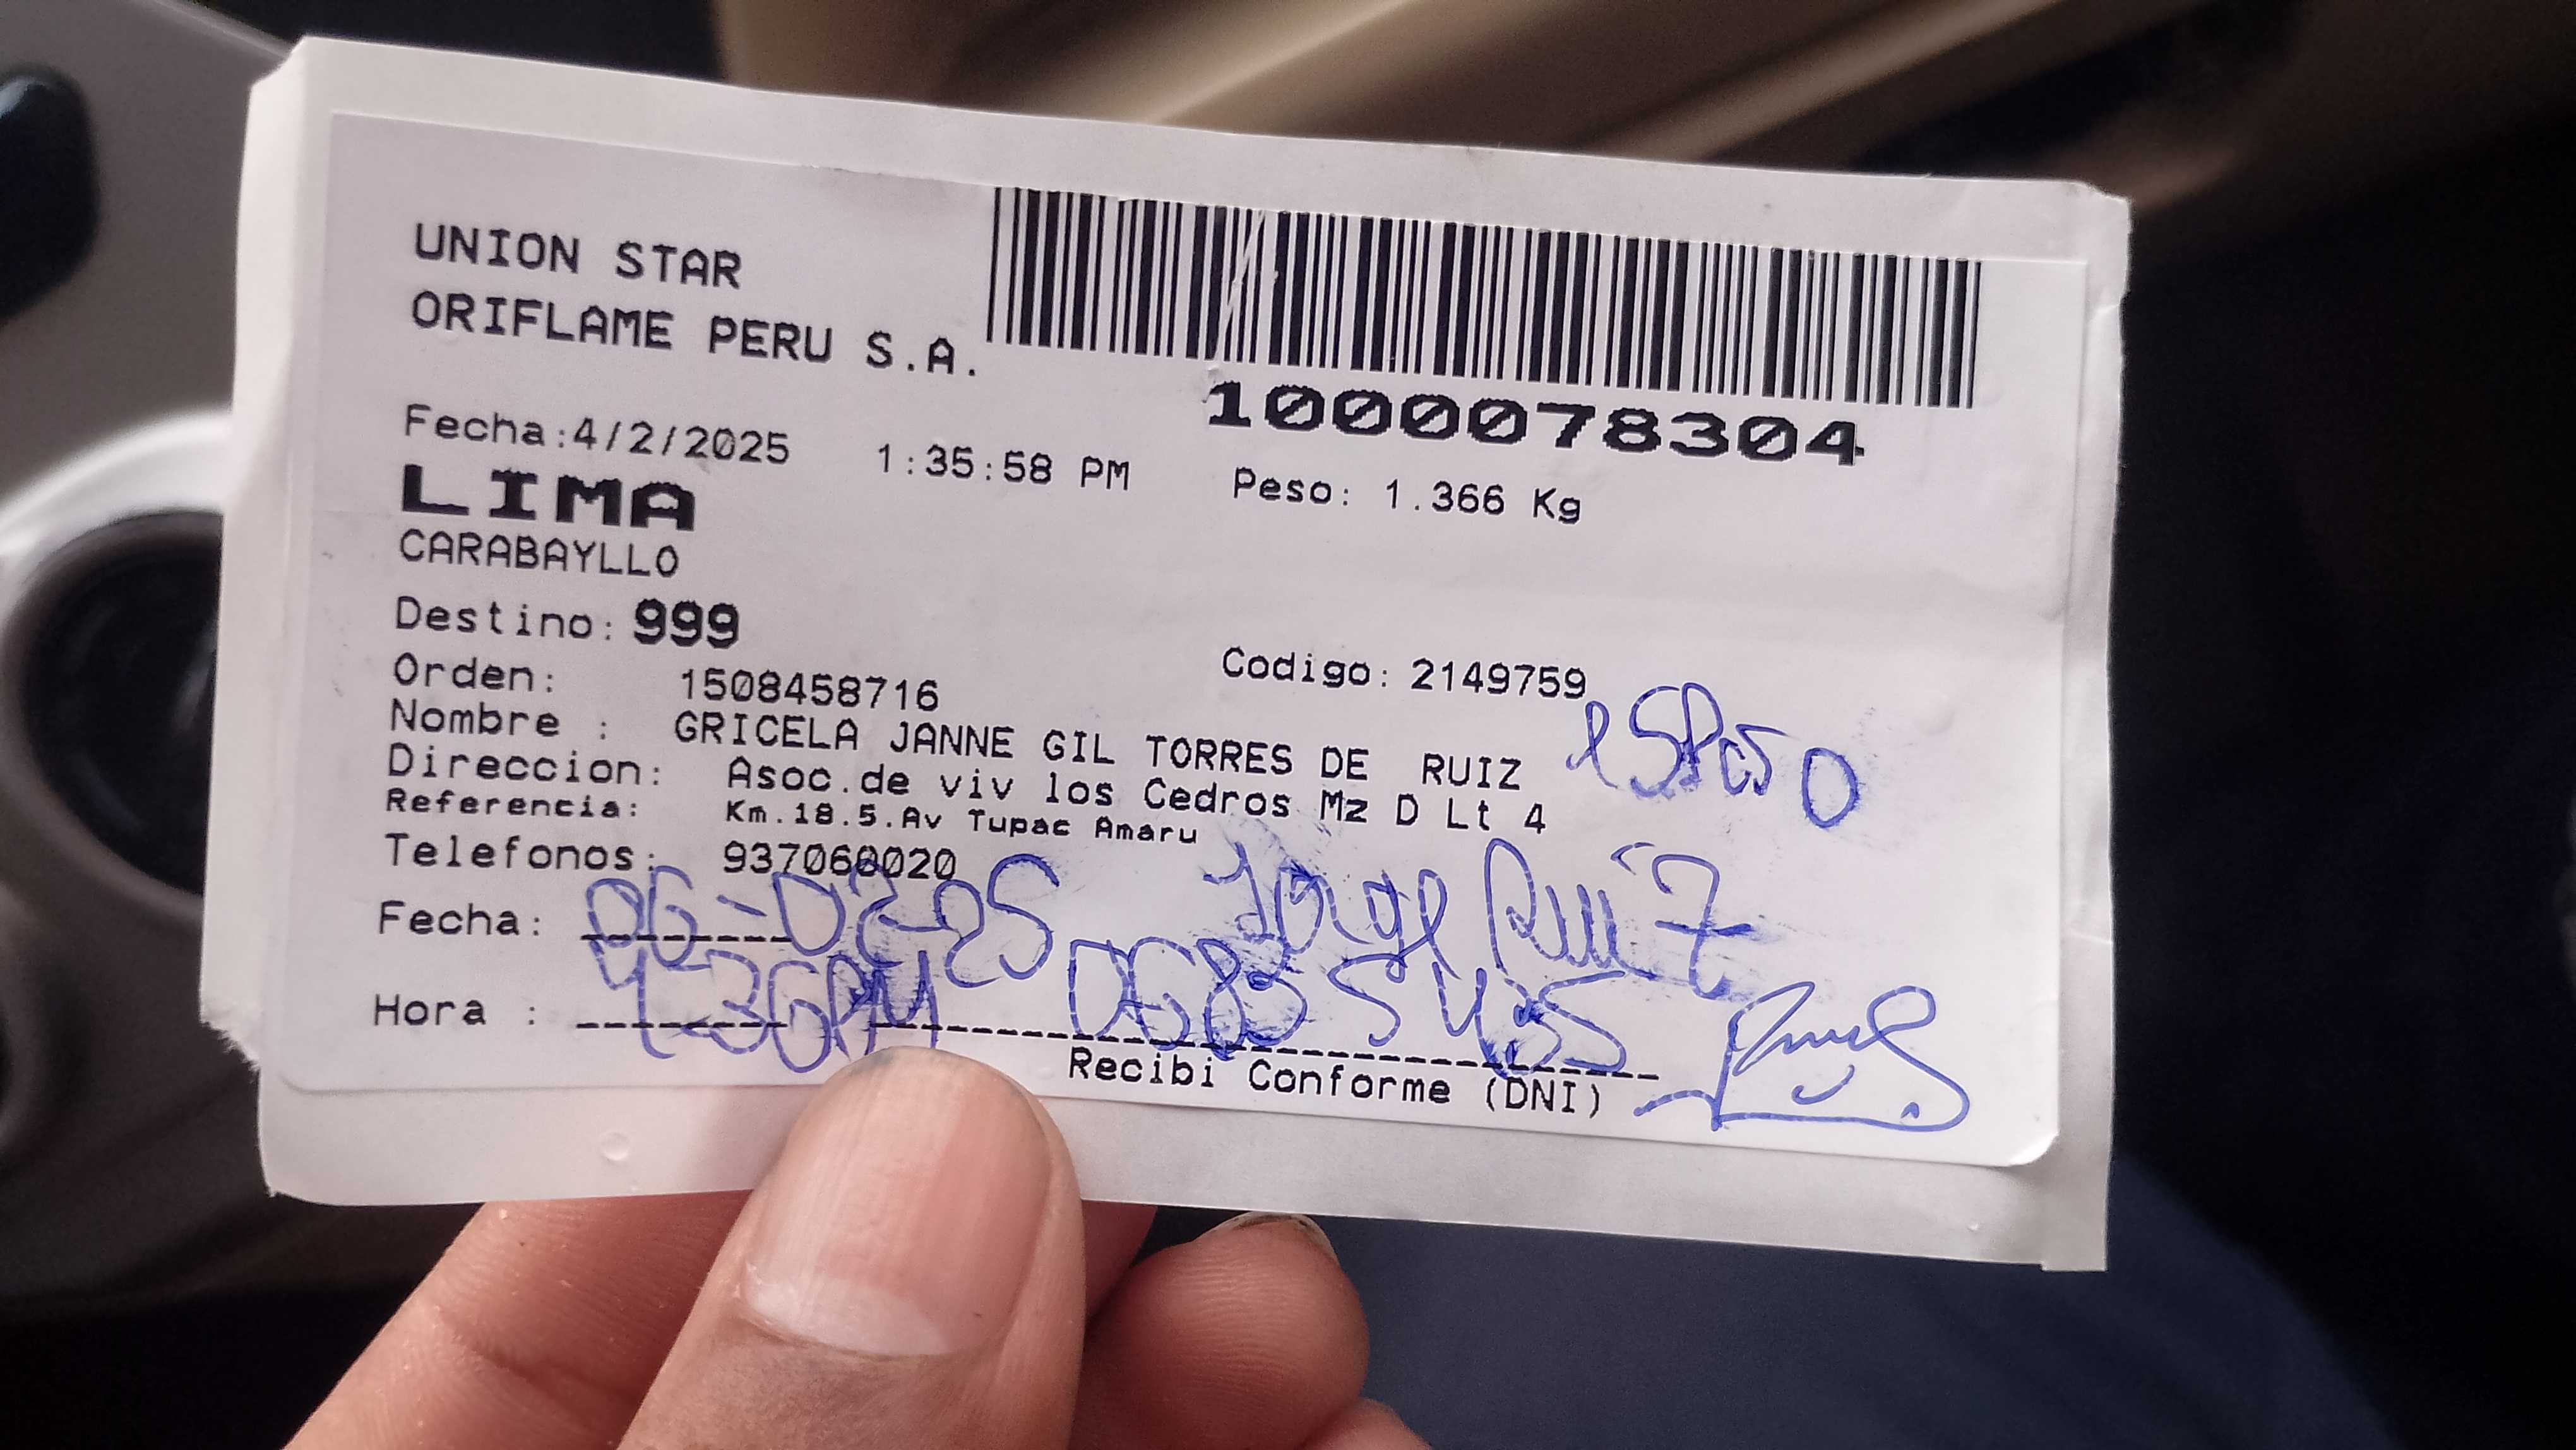 UNION STAR
ORIFLAME PERU S.A.
1000078304
Fecha:4/2/2025 1:35:58 PM Peso: 1.366 Kg
LIMA
CARABAYLLO
Destino: 999
Orden: 1508458716 Codigo: 2149759
Nombre : GRICELA JANNE GIL TORRES DE RUIZ esposo
Direccion: Asoc.de viv los Cedros Mz D Lt 4
Referencia: Km.18.5.Av Tupac Amaru
Telefonos: 937060020
Fecha: 06-02-25 Jorge Ruiz
Hora :
Recibi Conforme (DNI)